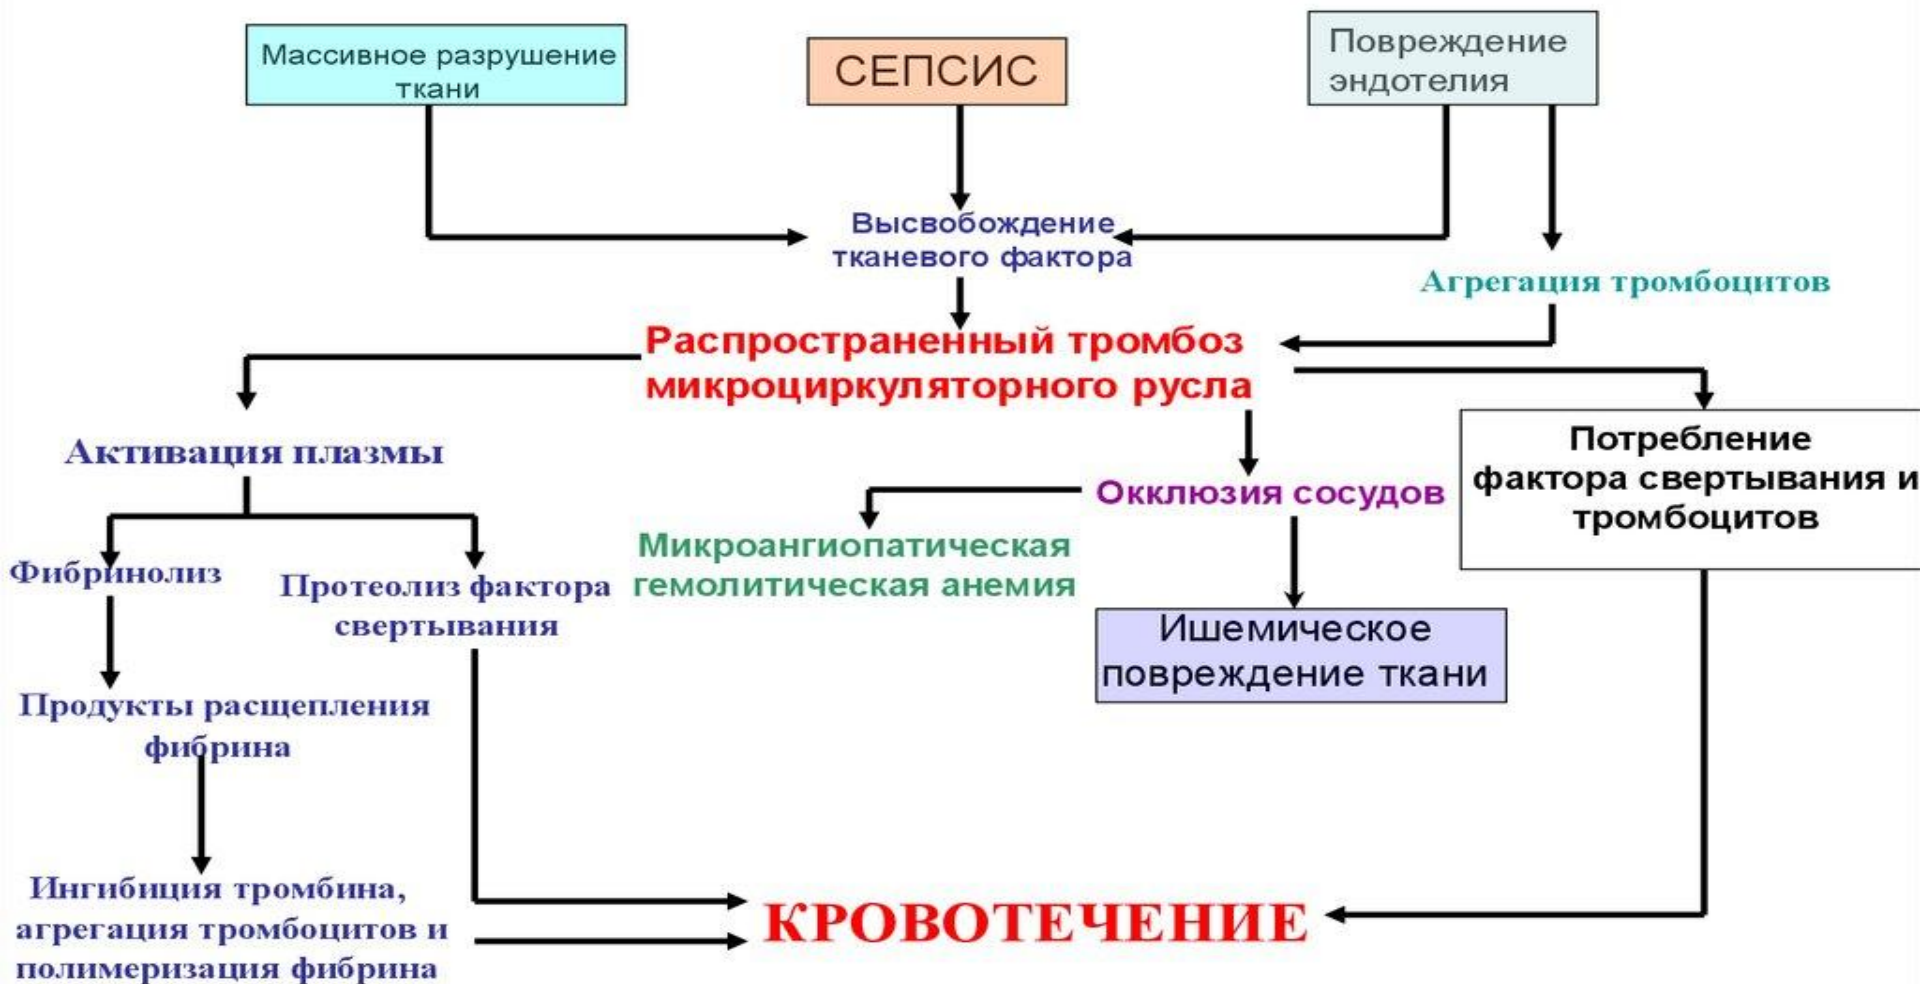 Массивное разрушение
ткани
СЕПСИС
Повреждение
эндотелия
Высвобождение
тканевого фактора
Агрегация тромбоцитов
Распространенный тромбоз
микроциркуляторного русла
Активация плазмы
Окклюзия сосудов
Потребление
фактора свертывания и
тромбоцитов
Фибринолиз
Протеолиз фактора
свертывания
Микроангиопатическая
гемолитическая анемия
Ишемическое
повреждение ткани
Продукты расщепления
фибрина
Ингибиция тромбина,
агрегация тромбоцитов и
полимеризация фибрина
КРОВОТЕЧЕНИЕ